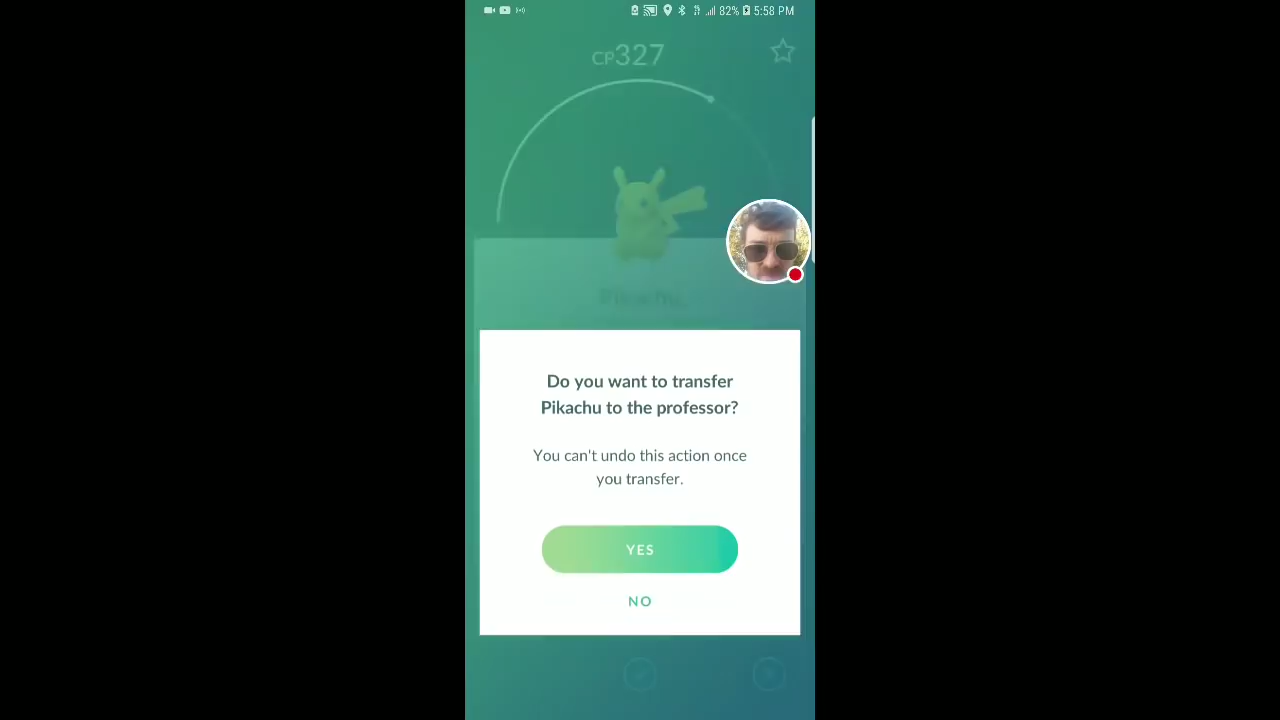 82% 5:58 PM
CP327
Pikachu
Do you want to transfer
Pikachu to the professor?
You can't undo this action once
you transfer.
YES
NO